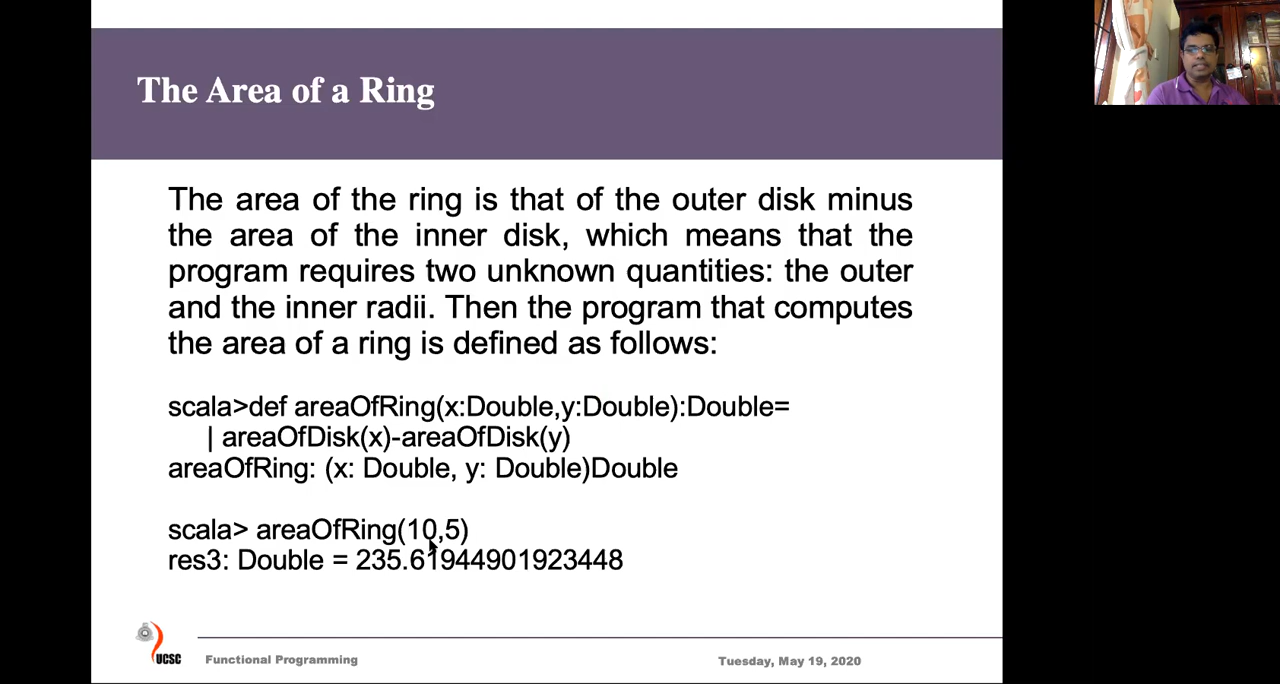 The Area of a Ring
The area of the ring is that of the outer disk minus
the area of the inner disk, which means that the
program requires two unknown quantities: the outer
and the inner radii. Then the program that computes
the area of a ring is defined as follows:
scala>def areaOfRing(x:Double,y:Double):Double=
| areaOfDisk(x)-areaOfDisk(y)
areaOfRing: (x: Double, y: Double)Double
scala> areaOfRing(10,5)
res3: Double = 235.61944901923448
UCSC
Functional Programming
Tuesday, May 19, 2020